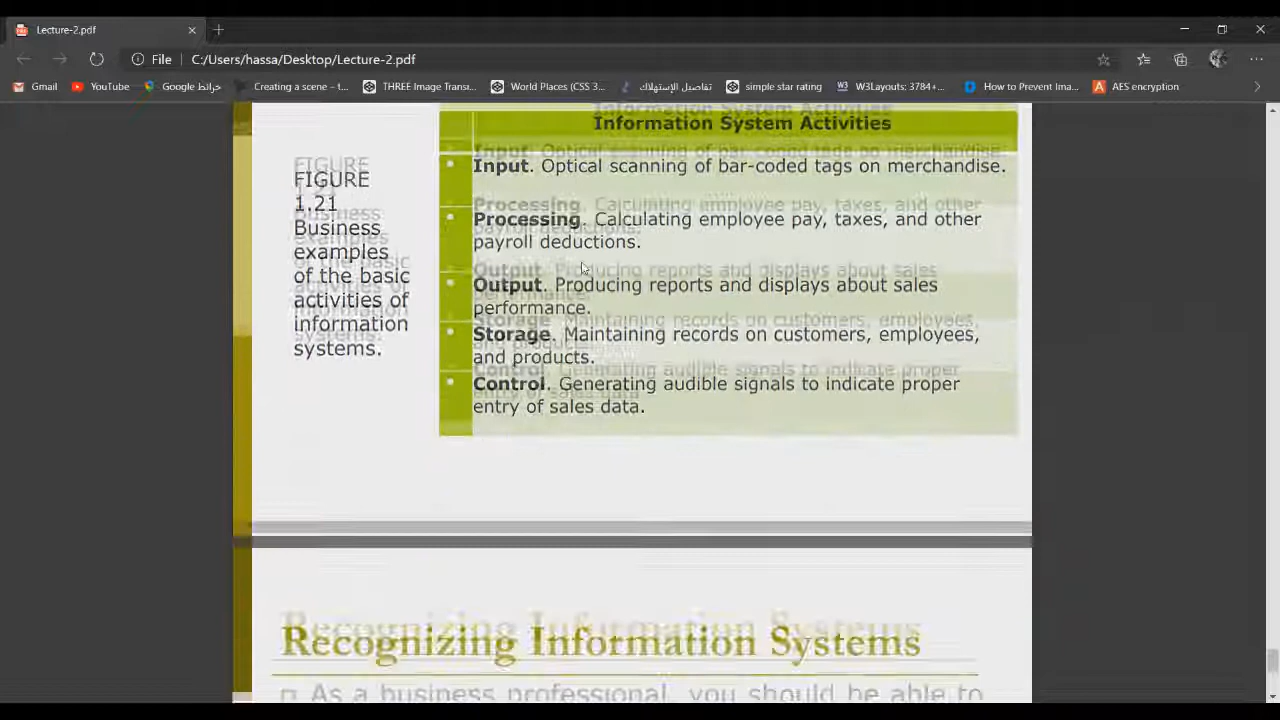 Lecture-2.pdf
File C:/Users/hassa/Desktop/Lecture-2.pdf
Gmail YouTube خرائط Google Creating a scene – t... THREE Image Transi... World Places (CSS 3... تفاصيل الإستهلاك simple star rating W3Layouts: 3784+... How to Prevent Ima... AES encryption
Information System Activities
FIGURE
1.21
Business
examples
of the basic
activities of
information
systems.
• Input. Optical scanning of bar-coded tags on merchandise.
• Processing. Calculating employee pay, taxes, and other
payroll deductions.
• Output. Producing reports and displays about sales
performance.
• Storage. Maintaining records on customers, employees,
and products.
• Control. Generating audible signals to indicate proper
entry of sales data.
Recognizing Information Systems
As a business professional, you should be able to